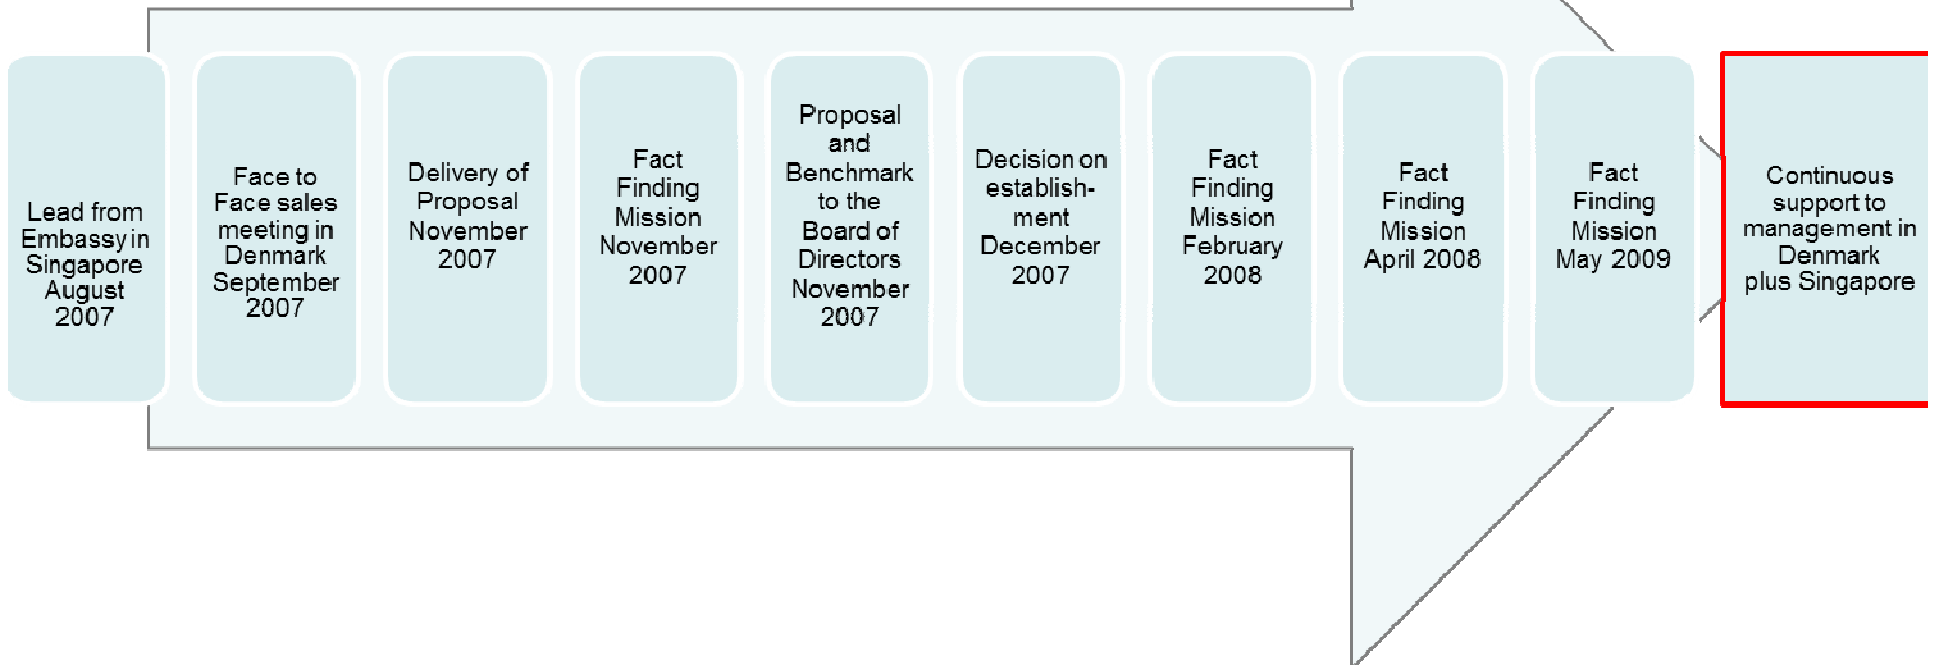 Lead from
Embassy in
Singapore
August
2007
Face to
Face sales
meeting in
Denmark
September
2007
Delivery of
Proposal
November
2007
Fact
Finding
Mission
November
2007
Proposal
and
Benchmark
to the
Board of
Directors
November
2007
Decision on
establish-
ment
December
2007
Fact
Finding
Mission
February
2008
Fact
Finding
Mission
April 2008
Fact
Finding
Mission
May 2009
Continuous
support to
management in
Denmark
plus Singapore